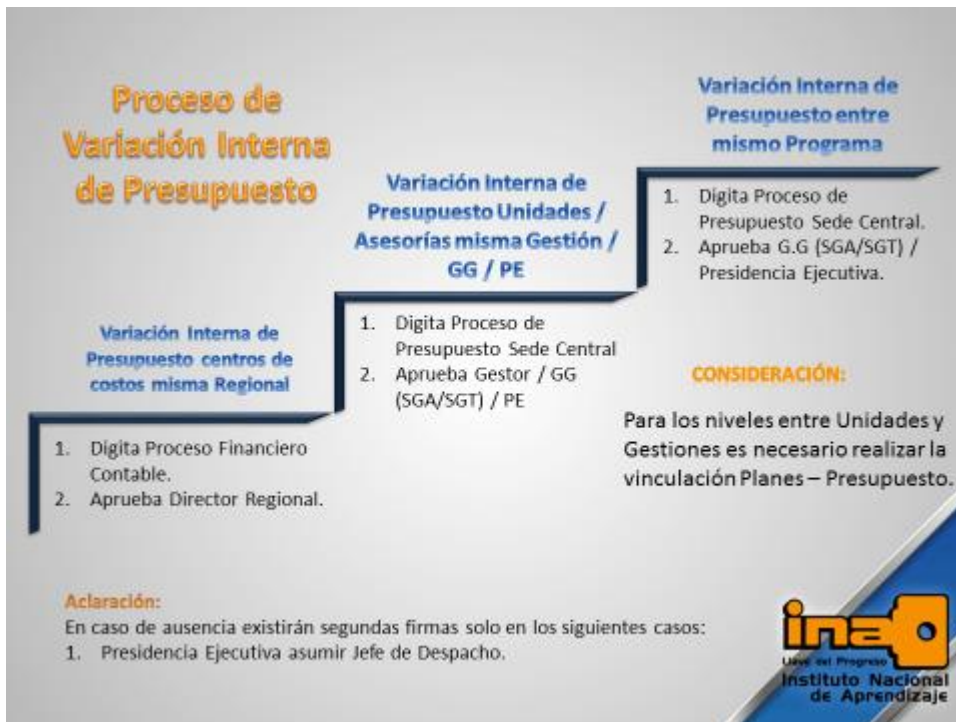 Proceso de
Variación Interna
de Presupuesto
Variación Interna de
Presupuesto centros de
costos misma Regional
1. Digita Proceso Financiero
Contable.
2. Aprueba Director Regional.
Variación Interna de
Presupuesto Unidades /
Asesorías misma Gestión /
GG / PE
1. Digita Proceso de
Presupuesto Sede Central
2. Aprueba Gestor / GG
(SGA/SGT) / PE
Variación Interna de
Presupuesto entre
mismo Programa
1. Digita Proceso de
Presupuesto Sede Central.
2. Aprueba G.G (SGA/SGT) /
Presidencia Ejecutiva.
CONSIDERACIÓN:
Para los niveles entre Unidades y
Gestiones es necesario realizar la
vinculación Planes – Presupuesto.
Aclaración:
En caso de ausencia existirán segundas firmas solo en los siguientes casos:
1. Presidencia Ejecutiva asumir Jefe de Despacho.
ina
Llave del Progreso
Instituto Nacional
de Aprendizaje